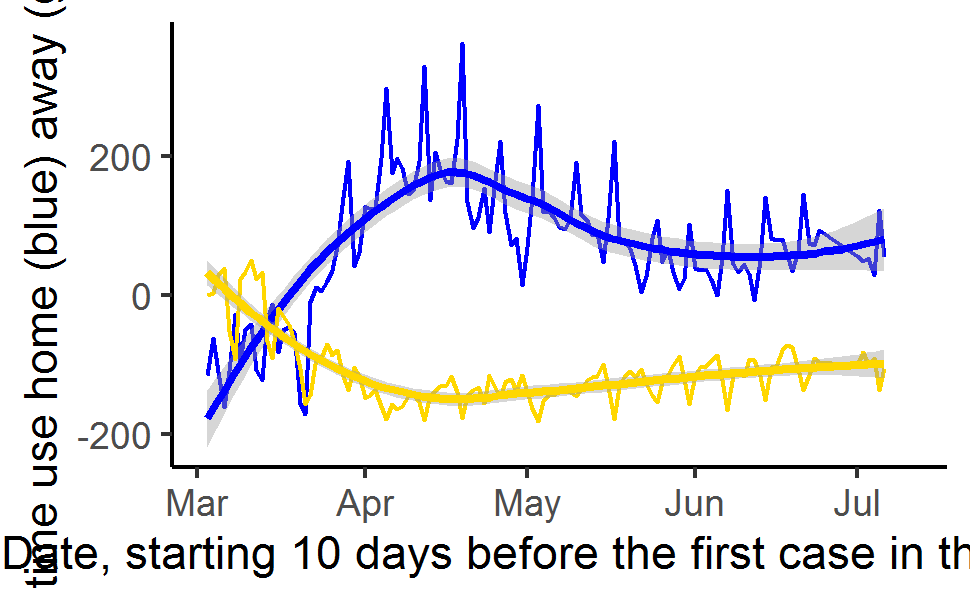 time use home (blue) away (
200
0
-200
Mar Apr May Jun Jul
Date, starting 10 days before the first case in th